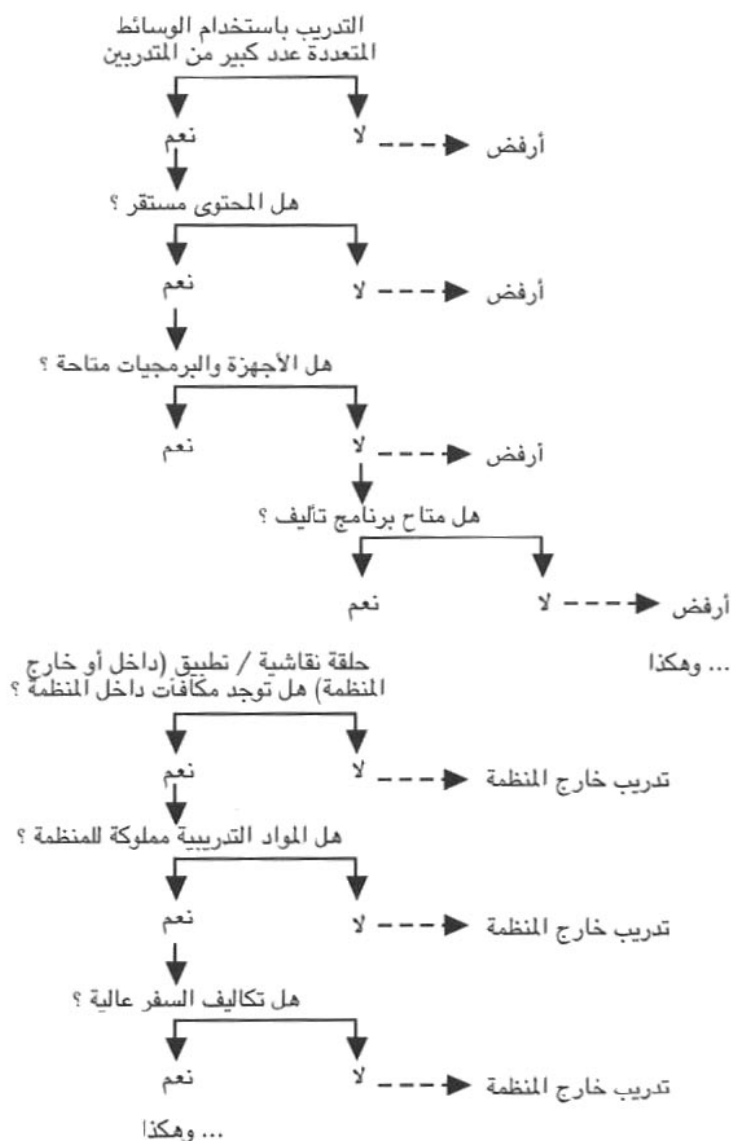 التدريب باستخدام الوسائط
المتعددة عدد كبير من المتدربين
نعم
لا
أرفض
هل المحتوى مستقر ؟
نعم
لا
أرفض
هل الأجهزة والبرمجيات متاحة ؟
نعم
لا
أرفض
هل متاح برنامج تأليف ؟
نعم
لا
أرفض
... وهكذا
حلقة نقاشية / تطبيق (داخل أو خارج
المنظمة) هل توجد مكافآت داخل المنظمة ؟
نعم
لا
تدريب خارج المنظمة
هل المواد التدريبية مملوكة للمنظمة ؟
نعم
لا
تدريب خارج المنظمة
هل تكاليف السفر عالية ؟
نعم
لا
تدريب خارج المنظمة
... وهكذا